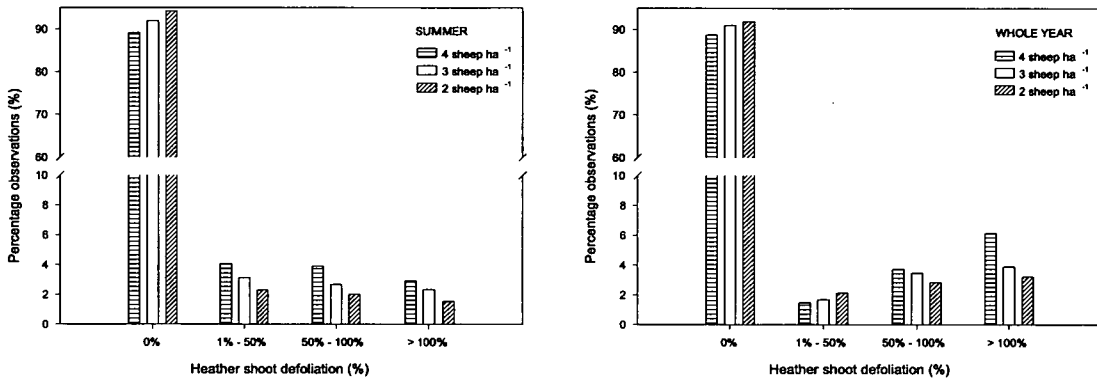 SUMMER
4 sheep ha -1
3 sheep ha -1
2 sheep ha -1
Percentage observations (%)
90
80
70
60
10
8
6
4
2
0
0%
1% - 50%
50% - 100%
> 100%
Heather shoot defoliation (%)
WHOLE YEAR
4 sheep ha -1
3 sheep ha -1
2 sheep ha -1
Percentage observations (%)
90
80
70
60
10
8
6
4
2
0
0%
1% - 50%
50% - 100%
> 100%
Heather shoot defoliation (%)